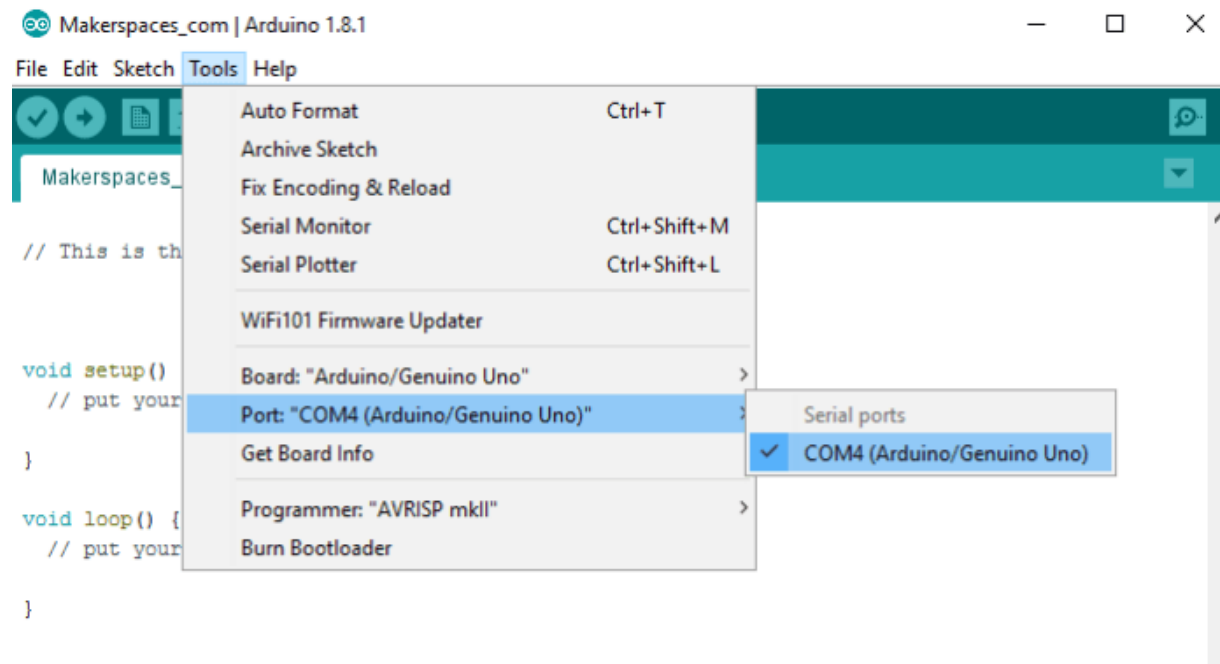 Makerspaces_com | Arduino 1.8.1
File Edit Sketch Tools Help
Auto Format Ctrl+T
Archive Sketch
Fix Encoding & Reload
Serial Monitor Ctrl+Shift+M
Serial Plotter Ctrl+Shift+L
WiFi101 Firmware Updater
Board: "Arduino/Genuino Uno"
Port: "COM4 (Arduino/Genuino Uno)"
Get Board Info
Programmer: "AVRISP mkII"
Burn Bootloader
Serial ports
COM4 (Arduino/Genuino Uno)
Makerspaces_
// This is th
void setup()
// put your
}
void loop() {
// put your
}